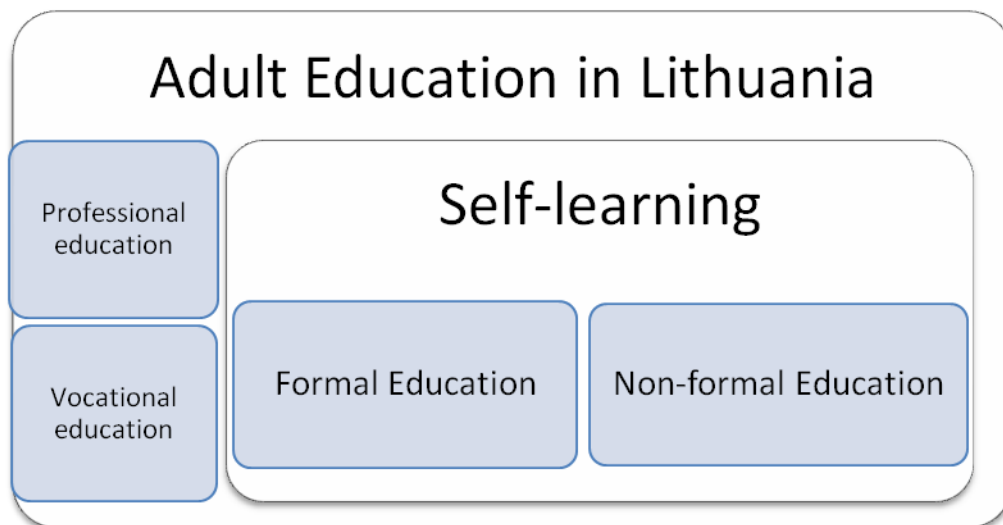 Adult Education in Lithuania
Professional
education
Self-learning
Vocational
education
Formal Education
Non-formal Education